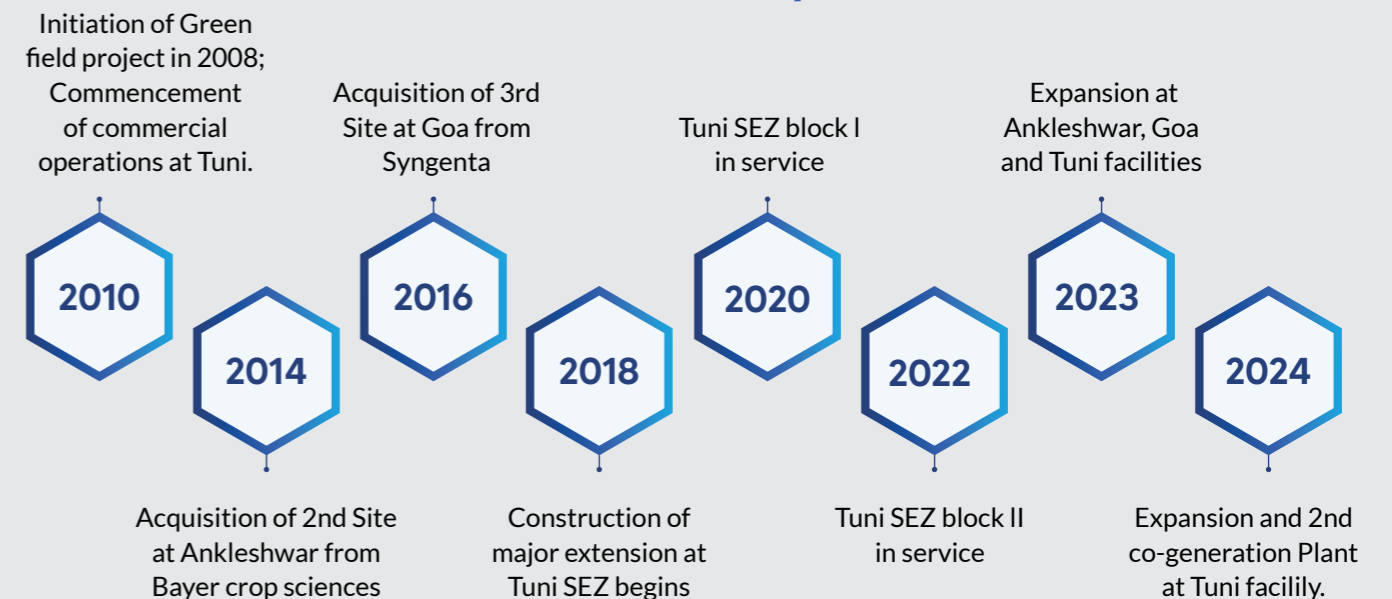 Initiation of Green
field project in 2008;
Commencement
of commercial
operations at Tuni.
2010
Acquisition of 2nd Site
at Ankleshwar from
Bayer crop sciences
2014
Acquisition of 3rd
Site at Goa from
Syngenta
2016
Construction of
major extension at
Tuni SEZ begins
2018
Tuni SEZ block I
in service
2020
Tuni SEZ block II
in service
2022
Expansion at
Ankleshwar, Goa
and Tuni facilities
2023
Expansion and 2nd
co-generation Plant
at Tuni facilily.
2024